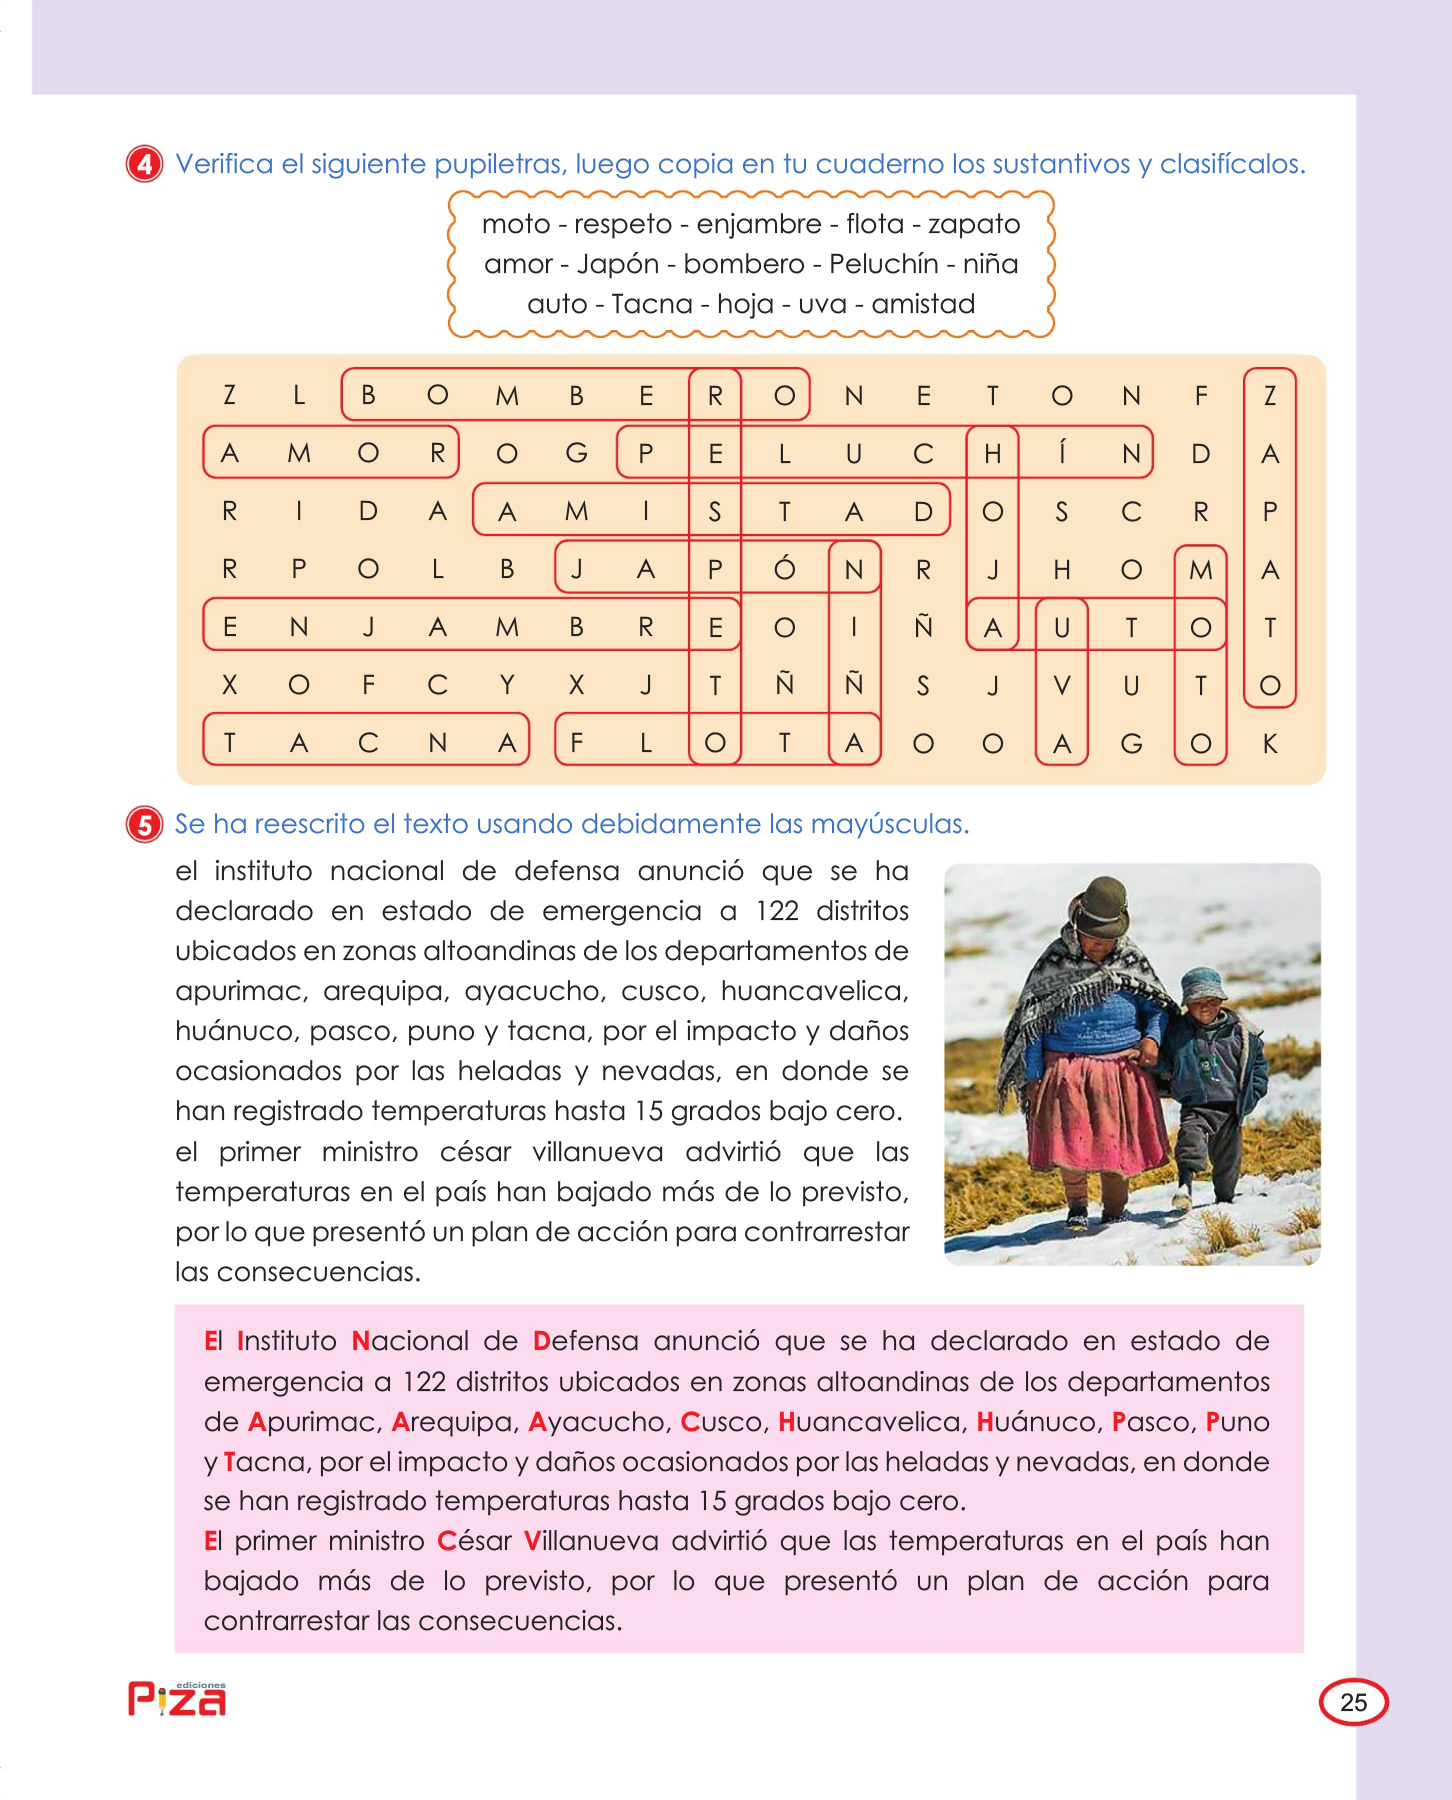 4 Verifica el siguiente pupiletras, luego copia en tu cuaderno los sustantivos y clasifícalos.
moto - respeto - enjambre - flota - zapato
amor - Japón - bombero - Peluchín - niña
auto - Tacna - hoja - uva - amistad
Z L B O M B E R O N E T O N F Z
A M O R O G P E L U C H Í N D A
R I D A A M I S T A D O S C R P
R P O L B J A P Ó N R J H O M A
E N J A M B R E O I Ñ A U T O T
X O F C Y X J T Ñ Ñ S J V U T O
T A C N A F L O T A O O A G O K
5 Se ha reescrito el texto usando debidamente las mayúsculas.
el instituto nacional de defensa anunció que se ha
declarado en estado de emergencia a 122 distritos
ubicados en zonas altoandinas de los departamentos de
apurimac, arequipa, ayacucho, cusco, huancavelica,
huánuco, pasco, puno y tacna, por el impacto y daños
ocasionados por las heladas y nevadas, en donde se
han registrado temperaturas hasta 15 grados bajo cero.
el primer ministro césar villanueva advirtió que las
temperaturas en el país han bajado más de lo previsto,
por lo que presentó un plan de acción para contrarrestar
las consecuencias.
El Instituto Nacional de Defensa anunció que se ha declarado en estado de
emergencia a 122 distritos ubicados en zonas altoandinas de los departamentos
de Apurimac, Arequipa, Ayacucho, Cusco, Huancavelica, Huánuco, Pasco, Puno
y Tacna, por el impacto y daños ocasionados por las heladas y nevadas, en donde
se han registrado temperaturas hasta 15 grados bajo cero.
El primer ministro César Villanueva advirtió que las temperaturas en el país han
bajado más de lo previsto, por lo que presentó un plan de acción para
contrarrestar las consecuencias.
ediciones
Piza
25